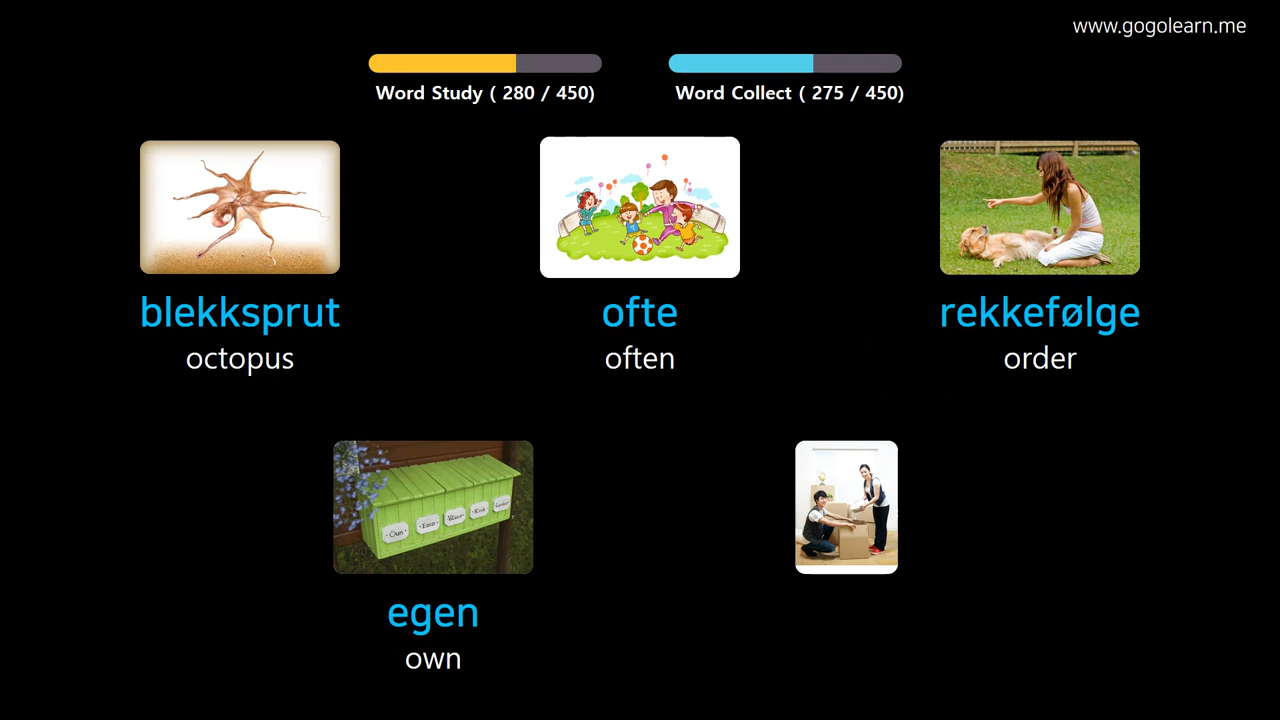 www.gogolearn.me
Word Study ( 280 / 450)
Word Collect ( 275 / 450)
blekksprut
octopus
ofte
often
rekkefølge
order
egen
own